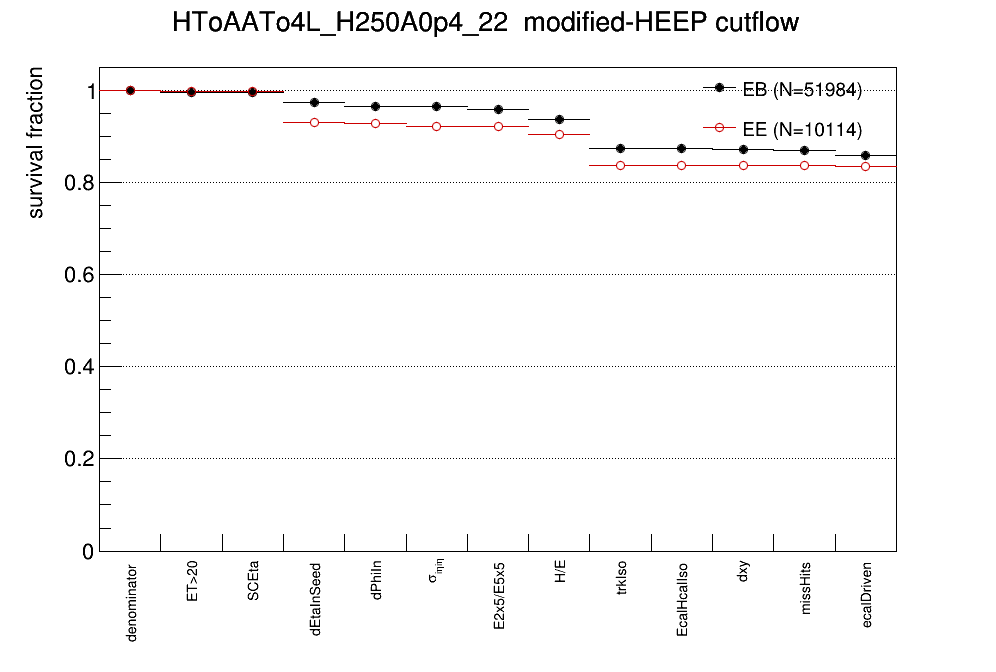 HToAATo4L_H250A0p4_22 modified-HEEP cutflow
survival fraction
1
0.8
0.6
0.4
0.2
0
EB (N=51984)
EE (N=10114)
denominator
ET>20
SCEta
dEtaInSeed
dPhiIn
σiηiη
E2x5/E5x5
H/E
trkIso
EcalHcalIso
dxy
missHits
ecalDriven